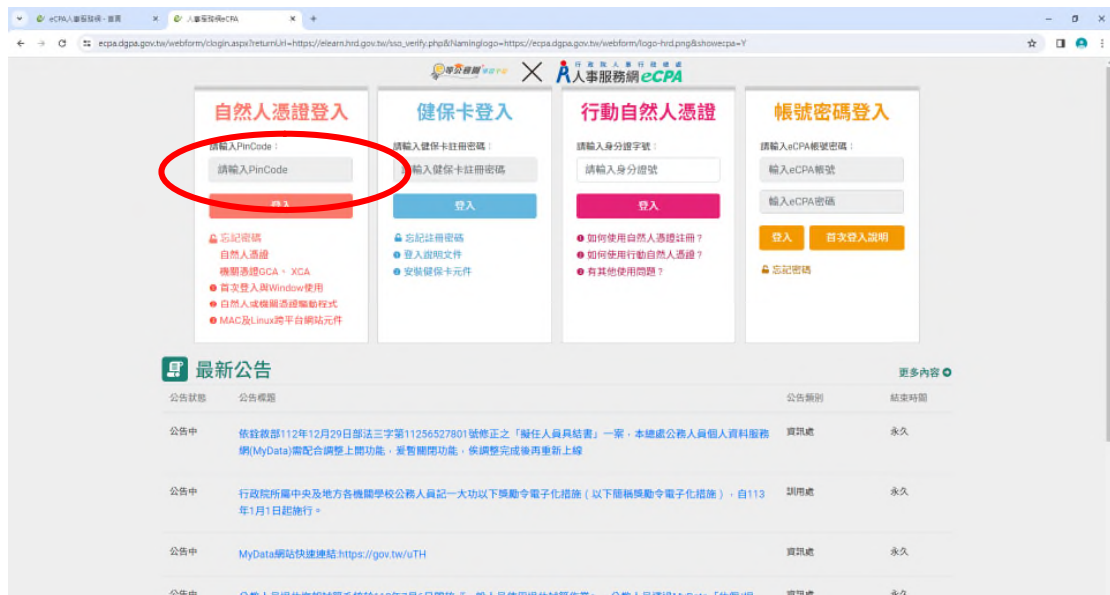 eCPA人事服務網 - 首頁
人事服務網eCPA
ecpa.dgpa.gov.tw/webform/clogin.aspx?returnUrl=https://elearn.hrd.gov.tw/sso_verify.php&Naminglogo=https://ecpa.dgpa.gov.tw/webform/logo-hrd.png&showecpa=Y
行政院人事行政總處
人事服務網eCPA
自然人憑證登入
請輸入PinCode：
請輸入PinCode
登入
忘記密碼
自然人憑證
機關憑證GCA、 XCA
首次登入與Window使用
自然人或機關憑證驅動程式
MAC及Linux跨平台網站元件
健保卡登入
請輸入健保卡註冊密碼：
請輸入健保卡註冊密碼
登入
忘記註冊密碼
登入說明文件
安裝健保卡元件
行動自然人憑證
請輸入身分證字號：
請輸入身分證號
登入
如何使用自然人憑證註冊？
如何使用行動自然人憑證？
有其他使用問題？
帳號密碼登入
請輸入eCPA帳號密碼：
輸入eCPA帳號
輸入eCPA密碼
登入 首次登入說明
忘記密碼
最新公告
更多內容
公告狀態 公告標題 公告類別 結束時間
公告中 依銓敘部112年12月29日部法三字第11256527801號修正之「擬任人員具結書」一案，本總處公務人員個人資料服務 資訊處 永久
網(MyData)需配合調整上開功能，爰暫關閉功能，俟調整完成後再重新上線
公告中 行政院所屬中央及地方各機關學校公務人員記一大功以下獎勵令電子化措施（以下簡稱獎勵令電子化措施），自113 訓用處 永久
年1月1日起施行。
公告中 MyData網站快速連結:https://gov.tw/uTH 資訊處 永久